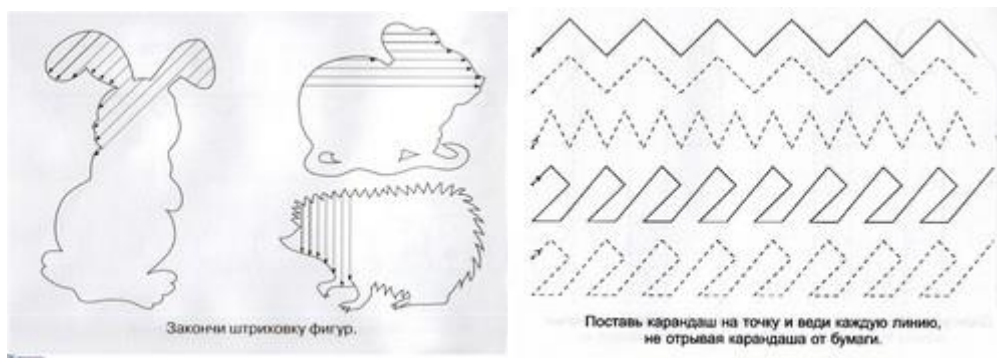 Закончи штриховку фигур.
Поставь карандаш на точку и веди каждую линию,
не отрывая карандаша от бумаги.